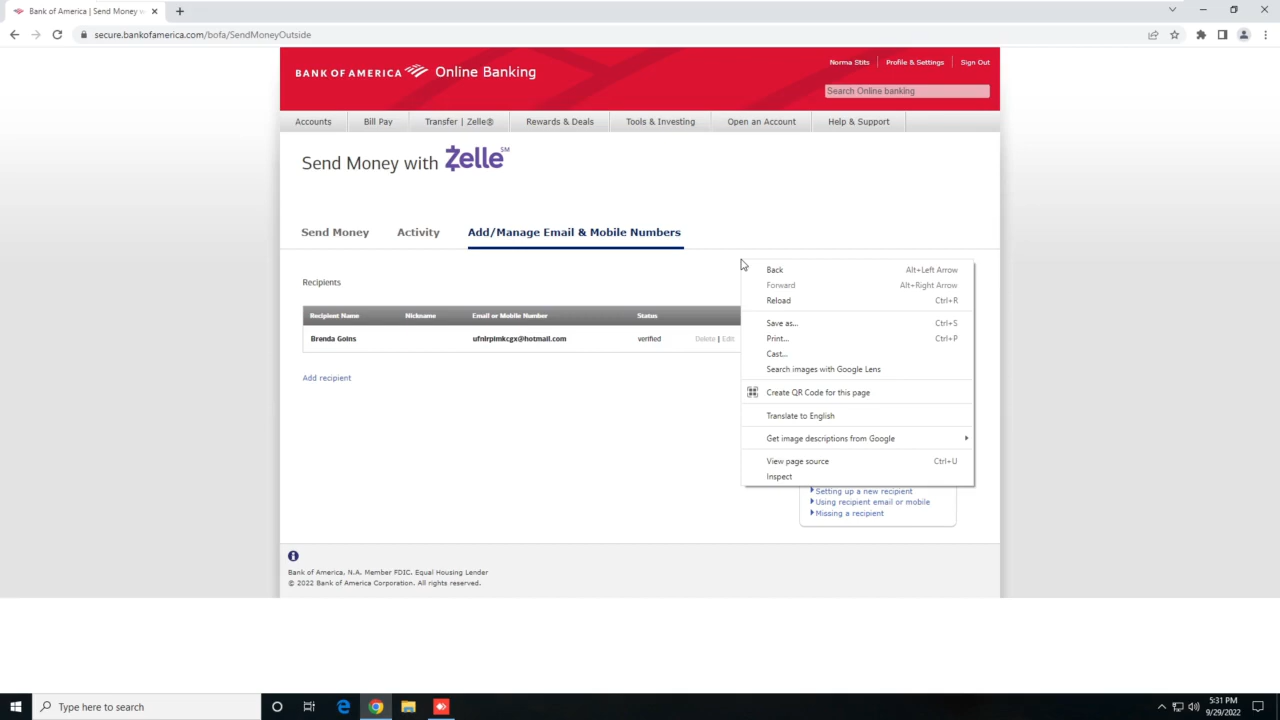 Bank of America | Send Money w
secure.bankofamerica.com/bofa/SendMoneyOutside
BANK OF AMERICA Online Banking
Norma Stits Profile & Settings Sign Out
Search Online banking
Accounts Bill Pay Transfer | Zelle® Rewards & Deals Tools & Investing Open an Account Help & Support
Send Money with Zelle SM
Send Money Activity Add/Manage Email & Mobile Numbers
Recipients
Recipient Name Nickname Email or Mobile Number Status
Brenda Goins ufnirpimkcgx@hotmail.com verified Delete | Edit
Add recipient
Back Alt+Left Arrow
Forward Alt+Right Arrow
Reload Ctrl+R
Save as... Ctrl+S
Print... Ctrl+P
Cast...
Search images with Google Lens
Create QR Code for this page
Translate to English
Get image descriptions from Google
View page source Ctrl+U
Inspect
Setting up a new recipient
Using recipient email or mobile
Missing a recipient
Bank of America, N.A. Member FDIC. Equal Housing Lender
© 2022 Bank of America Corporation. All rights reserved.
Type here to search
5:31 PM
9/29/2022